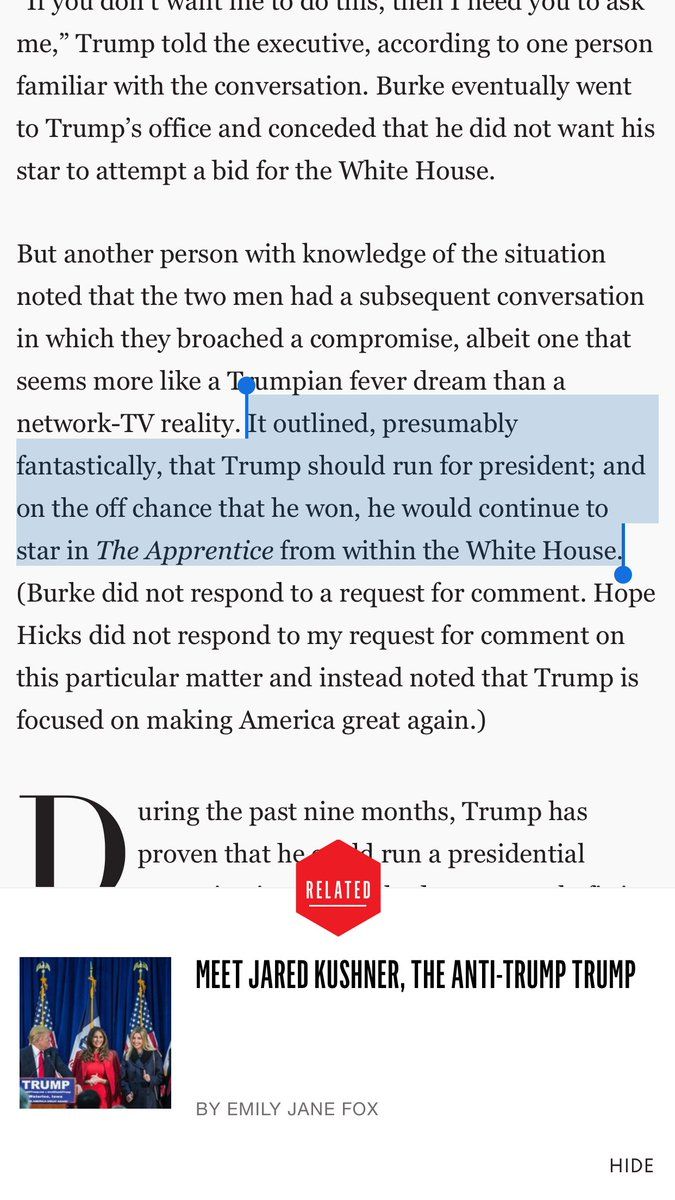 "If you don't want me to do this, then I need you to ask
me," Trump told the executive, according to one person
familiar with the conversation. Burke eventually went
to Trump's office and conceded that he did not want his
star to attempt a bid for the White House.
But another person with knowledge of the situation
noted that the two men had a subsequent conversation
in which they broached a compromise, albeit one that
seems more like a Trumpian fever dream than a
network-TV reality. It outlined, presumably
fantastically, that Trump should run for president; and
on the off chance that he won, he would continue to
star in The Apprentice from within the White House.
(Burke did not respond to a request for comment. Hope
Hicks did not respond to my request for comment on
this particular matter and instead noted that Trump is
focused on making America great again.)
During the past nine months, Trump has
proven that he could run a presidential
RELATED
MEET JARED KUSHNER, THE ANTI-TRUMP TRUMP
TRUMP
Waterloo, Iowa
BY EMILY JANE FOX
HIDE